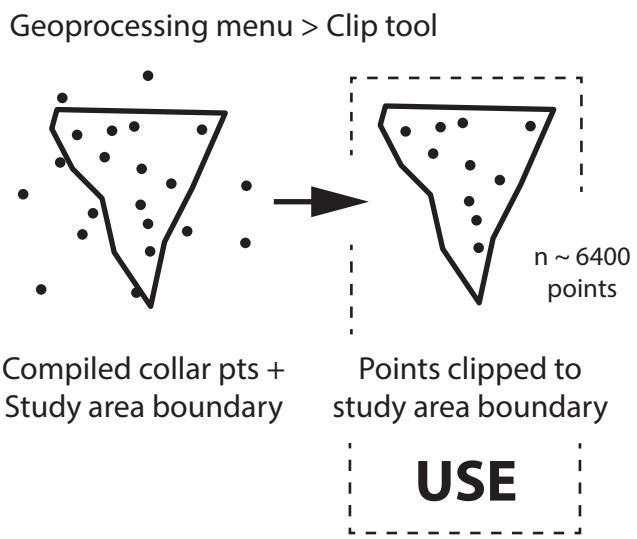 Geoprocessing menu > Clip tool
n ~ 6400
points
Compiled collar pts +
Study area boundary
Points clipped to
study area boundary
USE